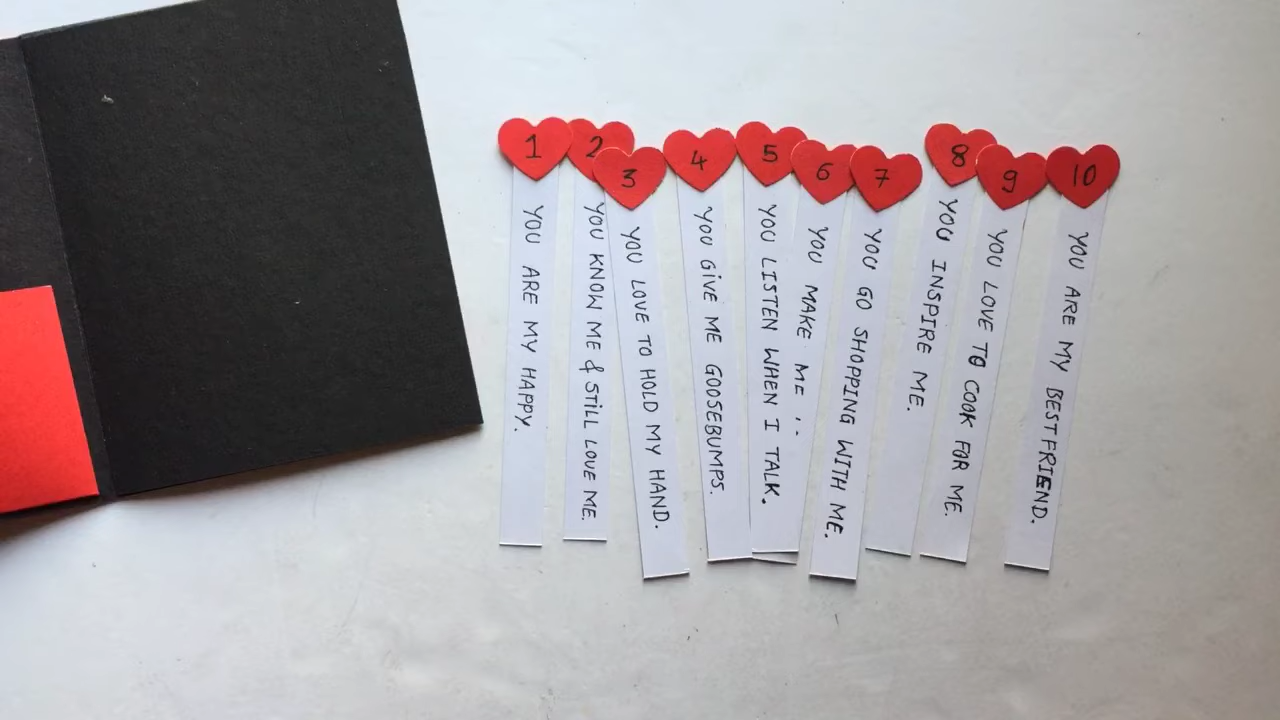 1
YOU ARE MY HAPPY.
2
YOU KNOW ME & STILL LOVE ME.
3
YOU LOVE TO HOLD MY HAND.
4
YOU GIVE ME GOOSEBUMPS.
5
YOU LISTEN WHEN I TALK.
6
YOU MAKE ME
7
YOU GO SHOPPING WITH ME.
8
YOU INSPIRE ME.
9
YOU LOVE TO COOK FOR ME.
10
YOU ARE MY BESTFRIEND.